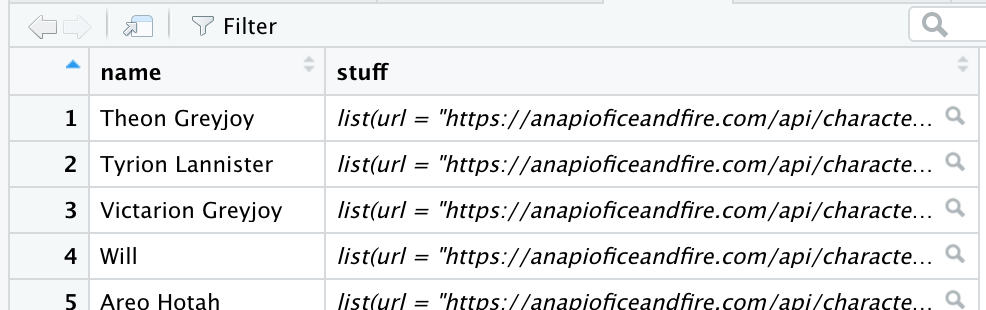 Filter
name stuff
1 Theon Greyjoy list(url = "https://anapioficeandfire.com/api/characte...
2 Tyrion Lannister list(url = "https://anapioficeandfire.com/api/characte...
3 Victarion Greyjoy list(url = "https://anapioficeandfire.com/api/characte...
4 Will list(url = "https://anapioficeandfire.com/api/characte...
5 Areo Hotah list(url = "https://anapioficeandfire.com/api/characte...